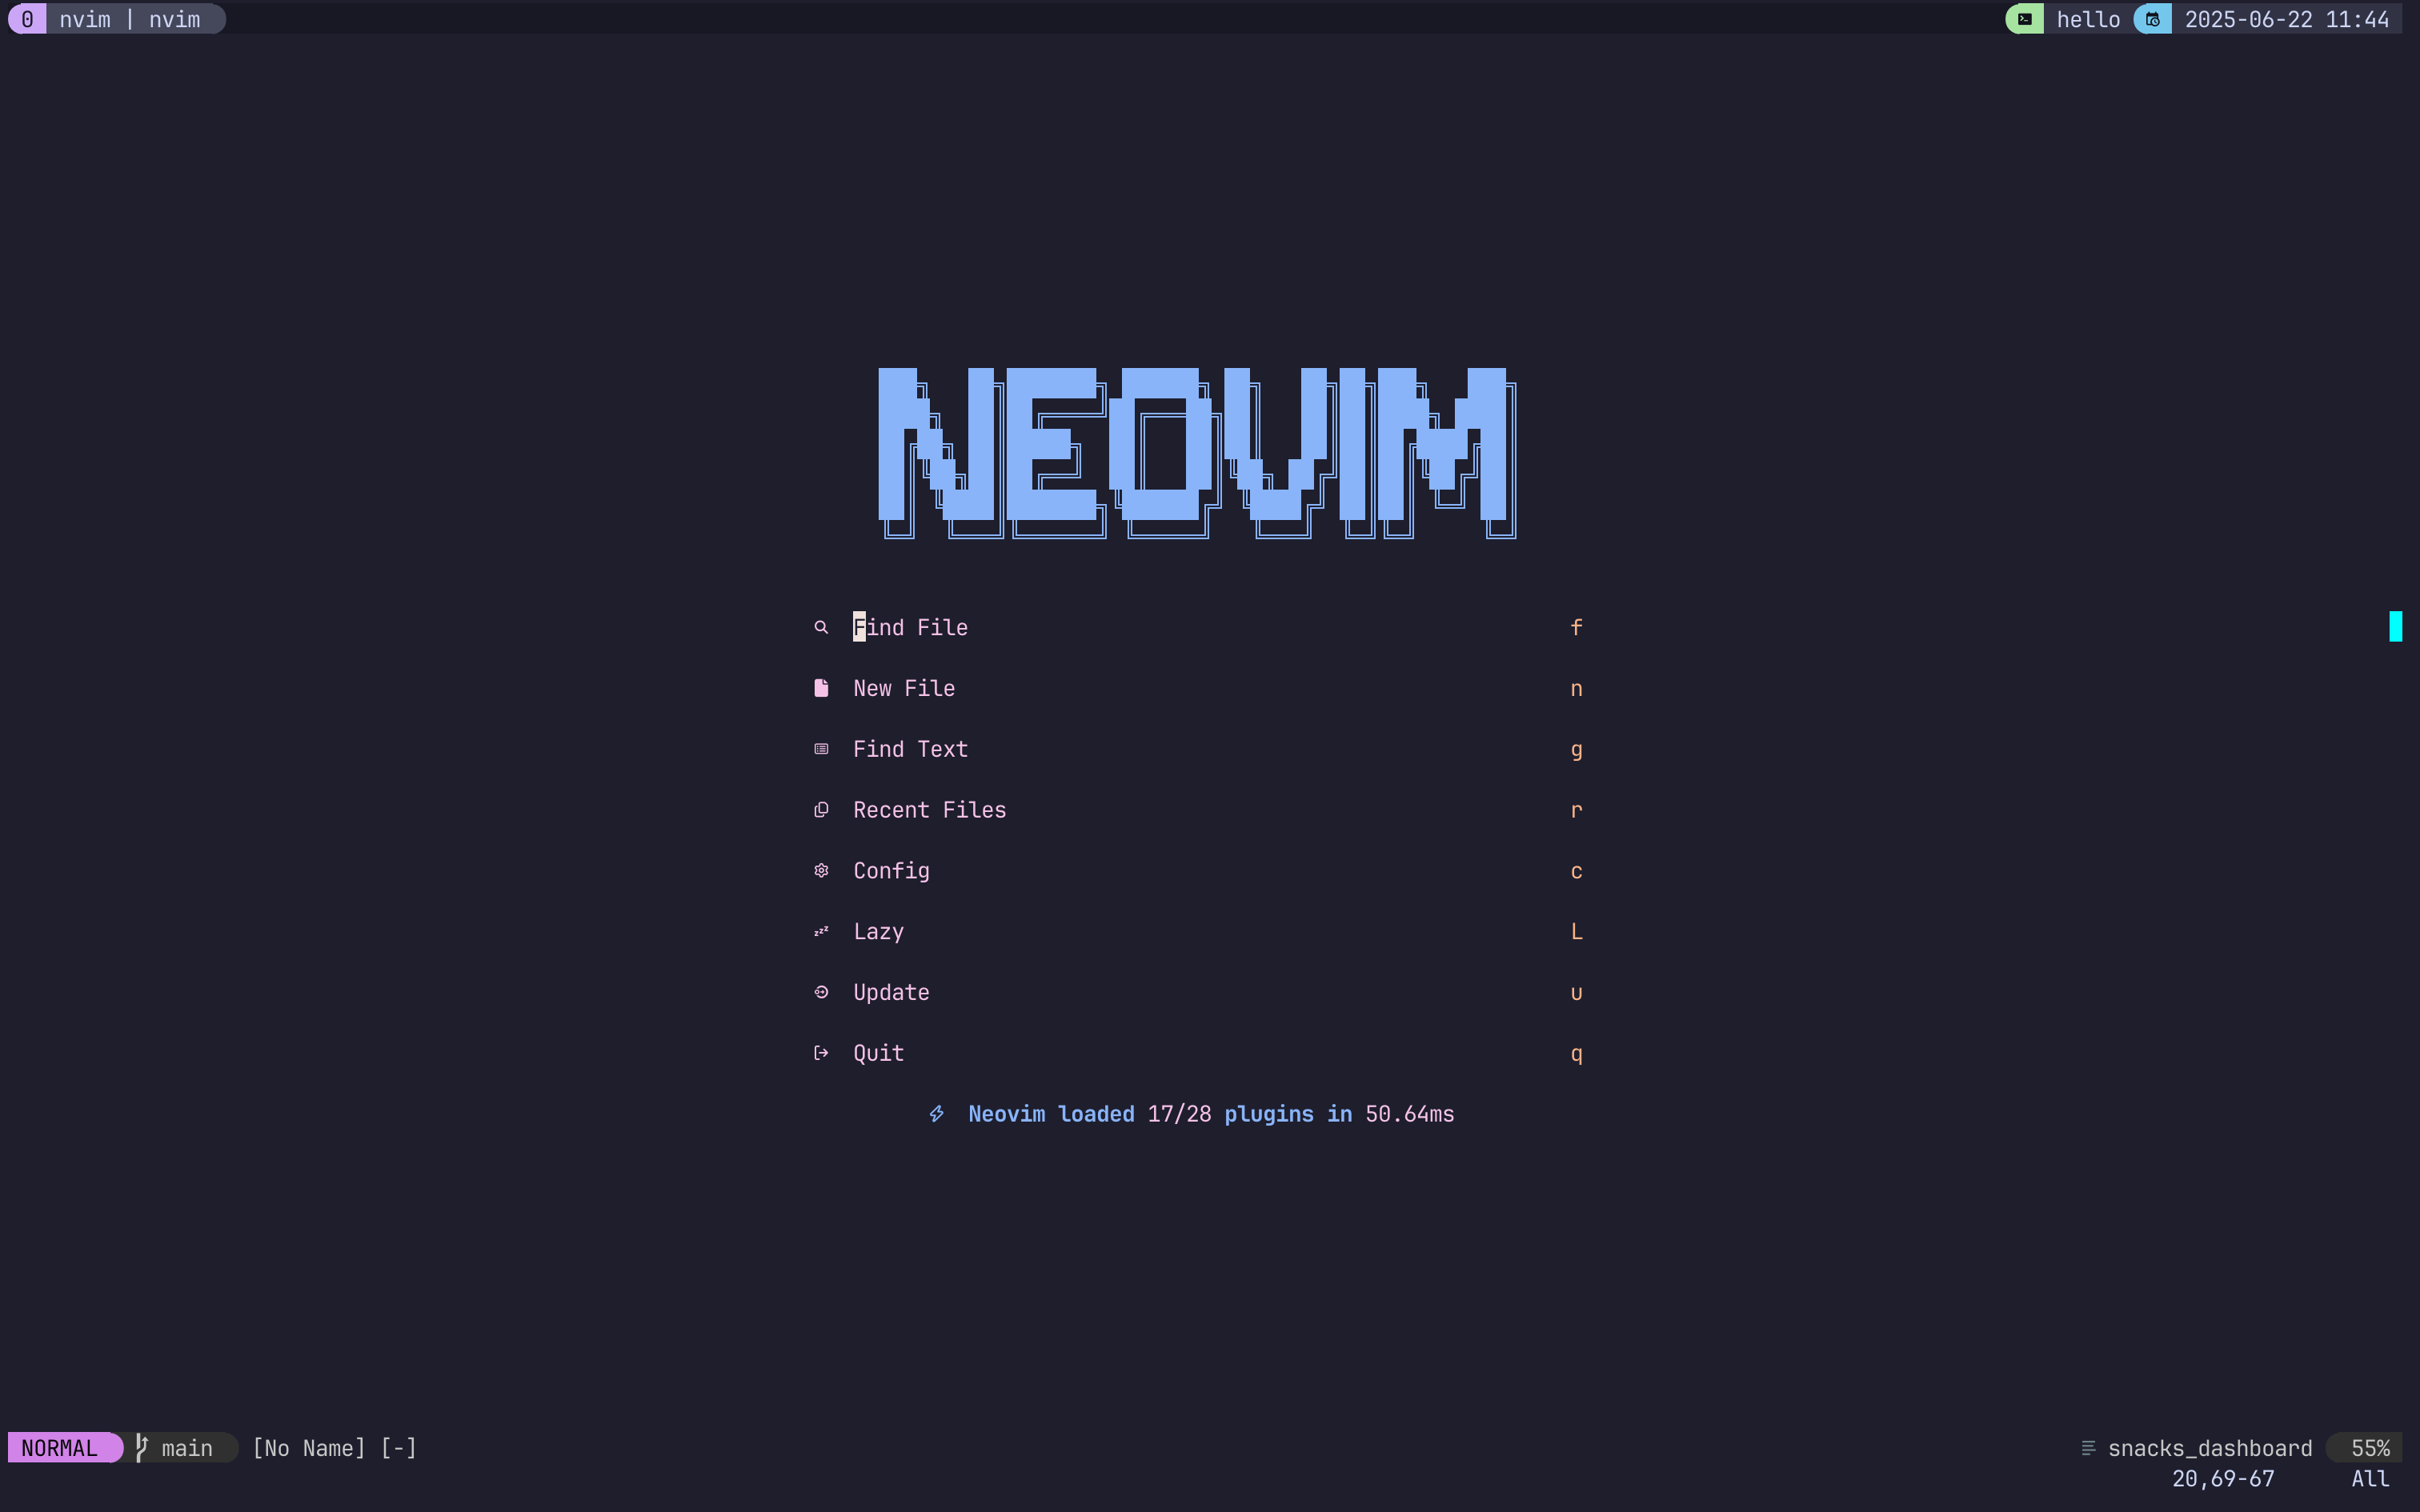 0 nvim | nvim hello 2025-06-22 11:44
NEOVIM
Find File f
New File n
Find Text g
Recent Files r
Config c
Lazy L
Update u
Quit q
Neovim loaded 17/28 plugins in 50.64ms
NORMAL main [No Name] [-] snacks_dashboard 55%
20,69-67 All